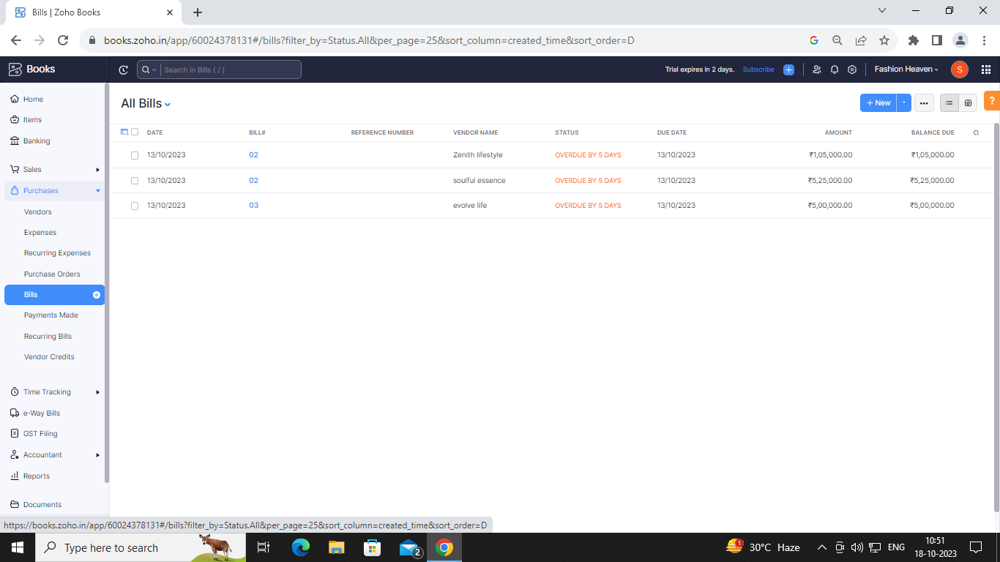 Bills | Zoho Books
books.zoho.in/app/60024378131#/bills?filter_by=Status.All&per_page=25&sort_column=created_time&sort_order=D
Books
Search in Bills ( / )
Trial expires in 2 days. Subscribe
Fashion Heaven
S
Home
Items
Banking
Sales
Purchases
Vendors
Expenses
Recurring Expenses
Purchase Orders
Bills
Payments Made
Recurring Bills
Vendor Credits
Time Tracking
e-Way Bills
GST Filing
Accountant
Reports
Documents
All Bills
+ New
?
DATE BILL# REFERENCE NUMBER VENDOR NAME STATUS DUE DATE AMOUNT BALANCE DUE
13/10/2023 02 Zenith lifestyle OVERDUE BY 5 DAYS 13/10/2023 ₹1,05,000.00 ₹1,05,000.00
13/10/2023 02 soulful essence OVERDUE BY 5 DAYS 13/10/2023 ₹5,25,000.00 ₹5,25,000.00
13/10/2023 03 evolve life OVERDUE BY 5 DAYS 13/10/2023 ₹5,00,000.00 ₹5,00,000.00
https://books.zoho.in/app/60024378131#/bills?filter_by=Status.All&per_page=25&sort_column=created_time&sort_order=D
Type here to search
2
1
30°C Haze
ENG
10:51
18-10-2023